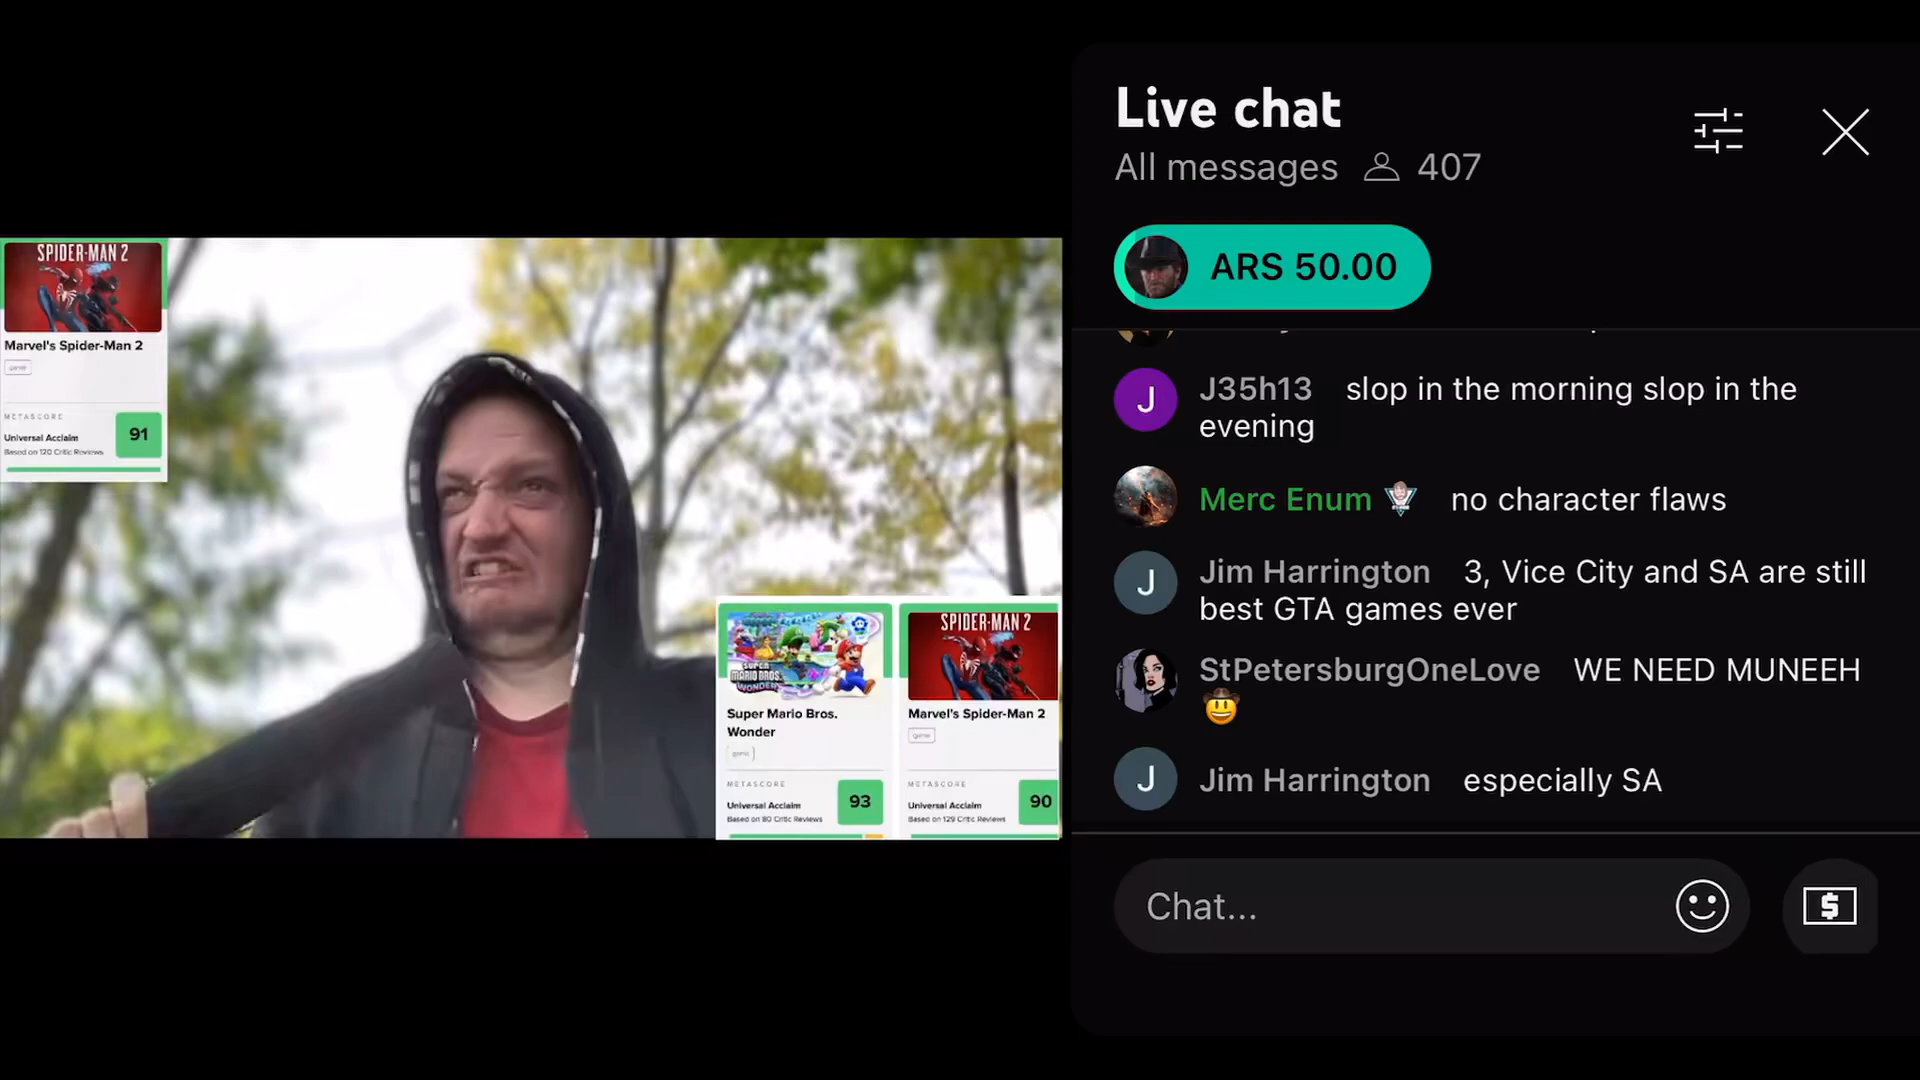 SPIDER-MAN 2
Marvel's Spider-Man 2
game
METASCORE
Universal Acclaim
Based on 120 Critic Reviews
91
SUPER
MARIO BROS.
WONDER
Super Mario Bros.
Wonder
game
METASCORE
Universal Acclaim
Based on 80 Critic Reviews
93
SPIDER-MAN 2
Marvel's Spider-Man 2
game
METASCORE
Universal Acclaim
Based on 129 Critic Reviews
90
Live chat
All messages 407
ARS 50.00
J
J35h13 slop in the morning slop in the
evening
Merc Enum no character flaws
J
Jim Harrington 3, Vice City and SA are still
best GTA games ever
StPetersburgOneLove WE NEED MUNEEH
🤠
J
Jim Harrington especially SA
Chat...
$